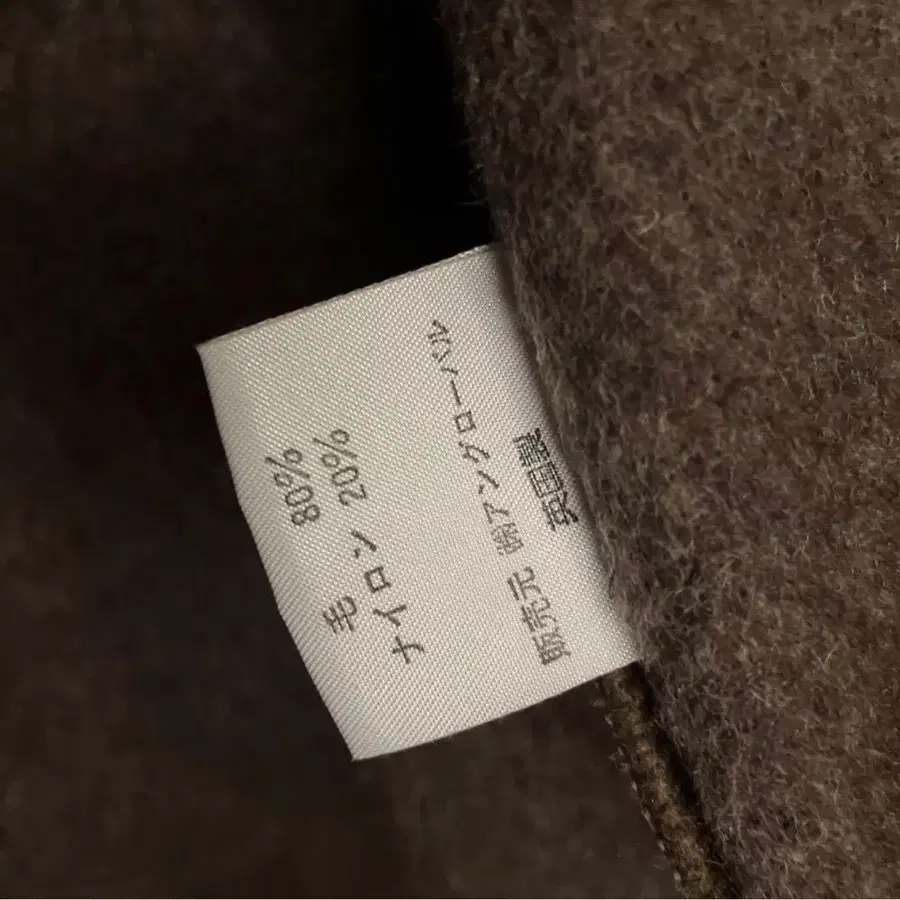 毛 80%
ナイロン 20%
販売元 ㈱アングローバル
英国製